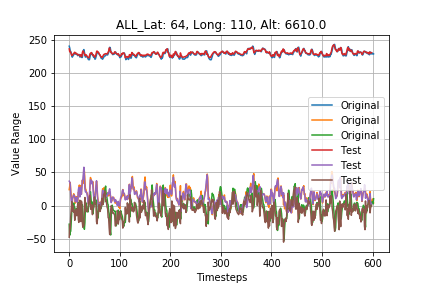 ALL_Lat: 64, Long: 110, Alt: 6610.0
250
200
150
100
50
0
−50
Value Range
Original
Original
Original
Test
Test
Test
0
100
200
300
400
500
600
Timesteps